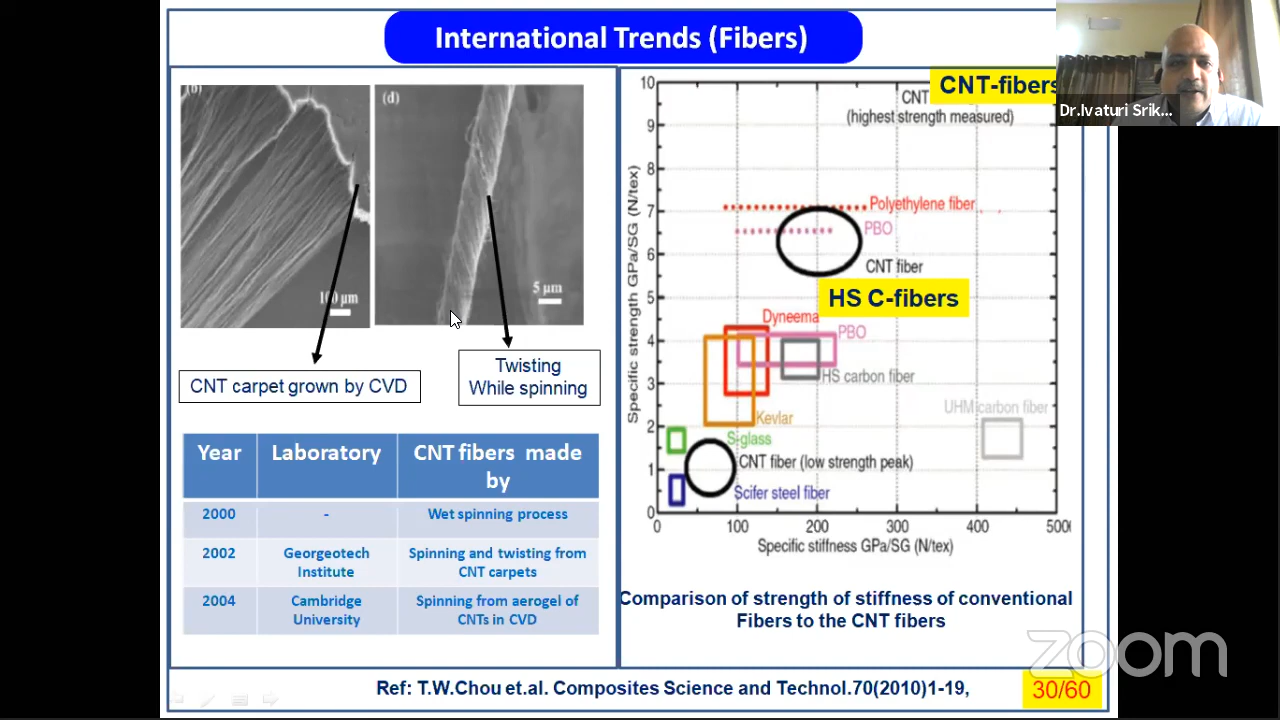 International Trends (Fibers)
Dr.Ivaturi Srik...
(b)
(d)
100 µm
5 µm
CNT carpet grown by CVD
Twisting
While spinning
Year
Laboratory
CNT fibers made
by
2000
-
Wet spinning process
2002
Georgeotech
Institute
Spinning and twisting from
CNT carpets
2004
Cambridge
University
Spinning from aerogel of
CNTs in CVD
CNT-fibers
CNT
(highest strength measured)
Polyethylene fiber
PBO
CNT fiber
HS C-fibers
Dyneema
PBO
HS carbon fiber
UHM carbon fiber
Kevlar
S-glass
CNT fiber (low strength peak)
Scifer steel fiber
Specific strength GPa/SG (N/tex)
10
9
8
7
6
5
4
3
2
1
0
0 100 200 300 400 500
Specific stiffness GPa/SG (N/tex)
Comparison of strength of stiffness of conventional
Fibers to the CNT fibers
zoom
Ref: T.W.Chou et.al. Composites Science and Technol.70(2010)1-19,
30/60